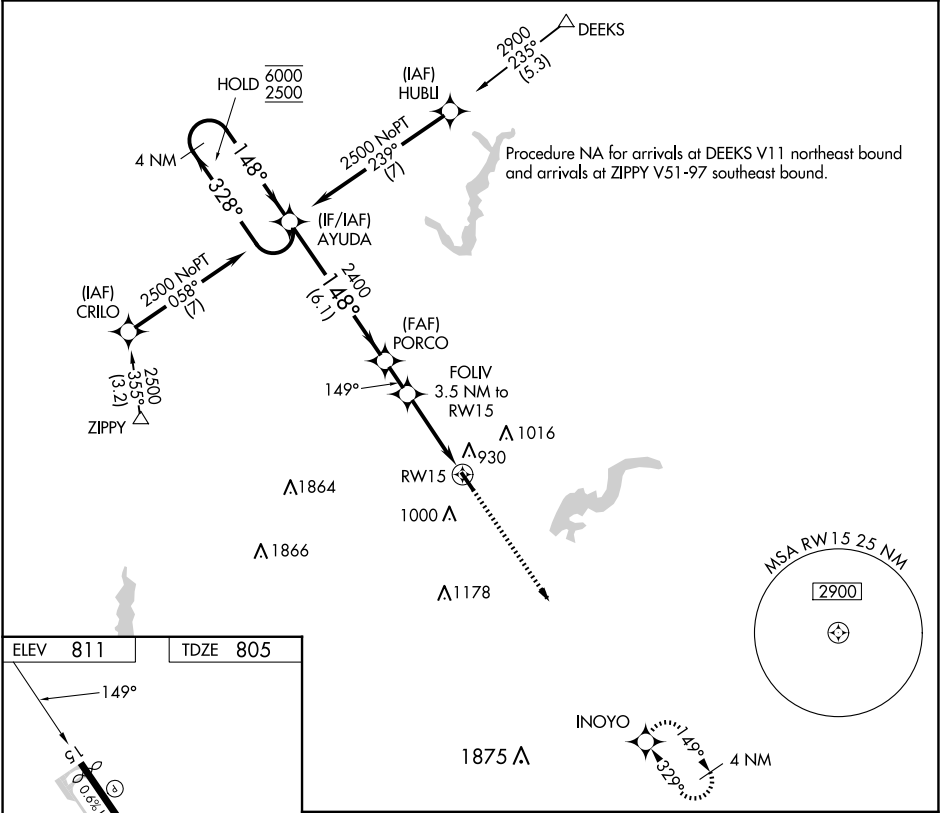 DEEKS
2900
235°
(5.3)
(IAF)
HUBLI
HOLD 6000
2500
4 NM
148°
328°
2500 NoPT
239°
(7)
Procedure NA for arrivals at DEEKS V11 northeast bound
and arrivals at ZIPPY V51-97 southeast bound.
(IF/IAF)
AYUDA
2500 NoPT
058°
(7)
(IAF)
CRILO
2400
148°
(6.1)
(FAF)
PORCO
2500
355°
(3.2)
ZIPPY
149°
FOLIV
3.5 NM to
RW15
1016
930
RW15
1864
1000
1866
1178
MSA RW15 25 NM
2900
ELEV 811
TDZE 805
149°
15
P
0.6%
INOYO
149°
329°
4 NM
1875